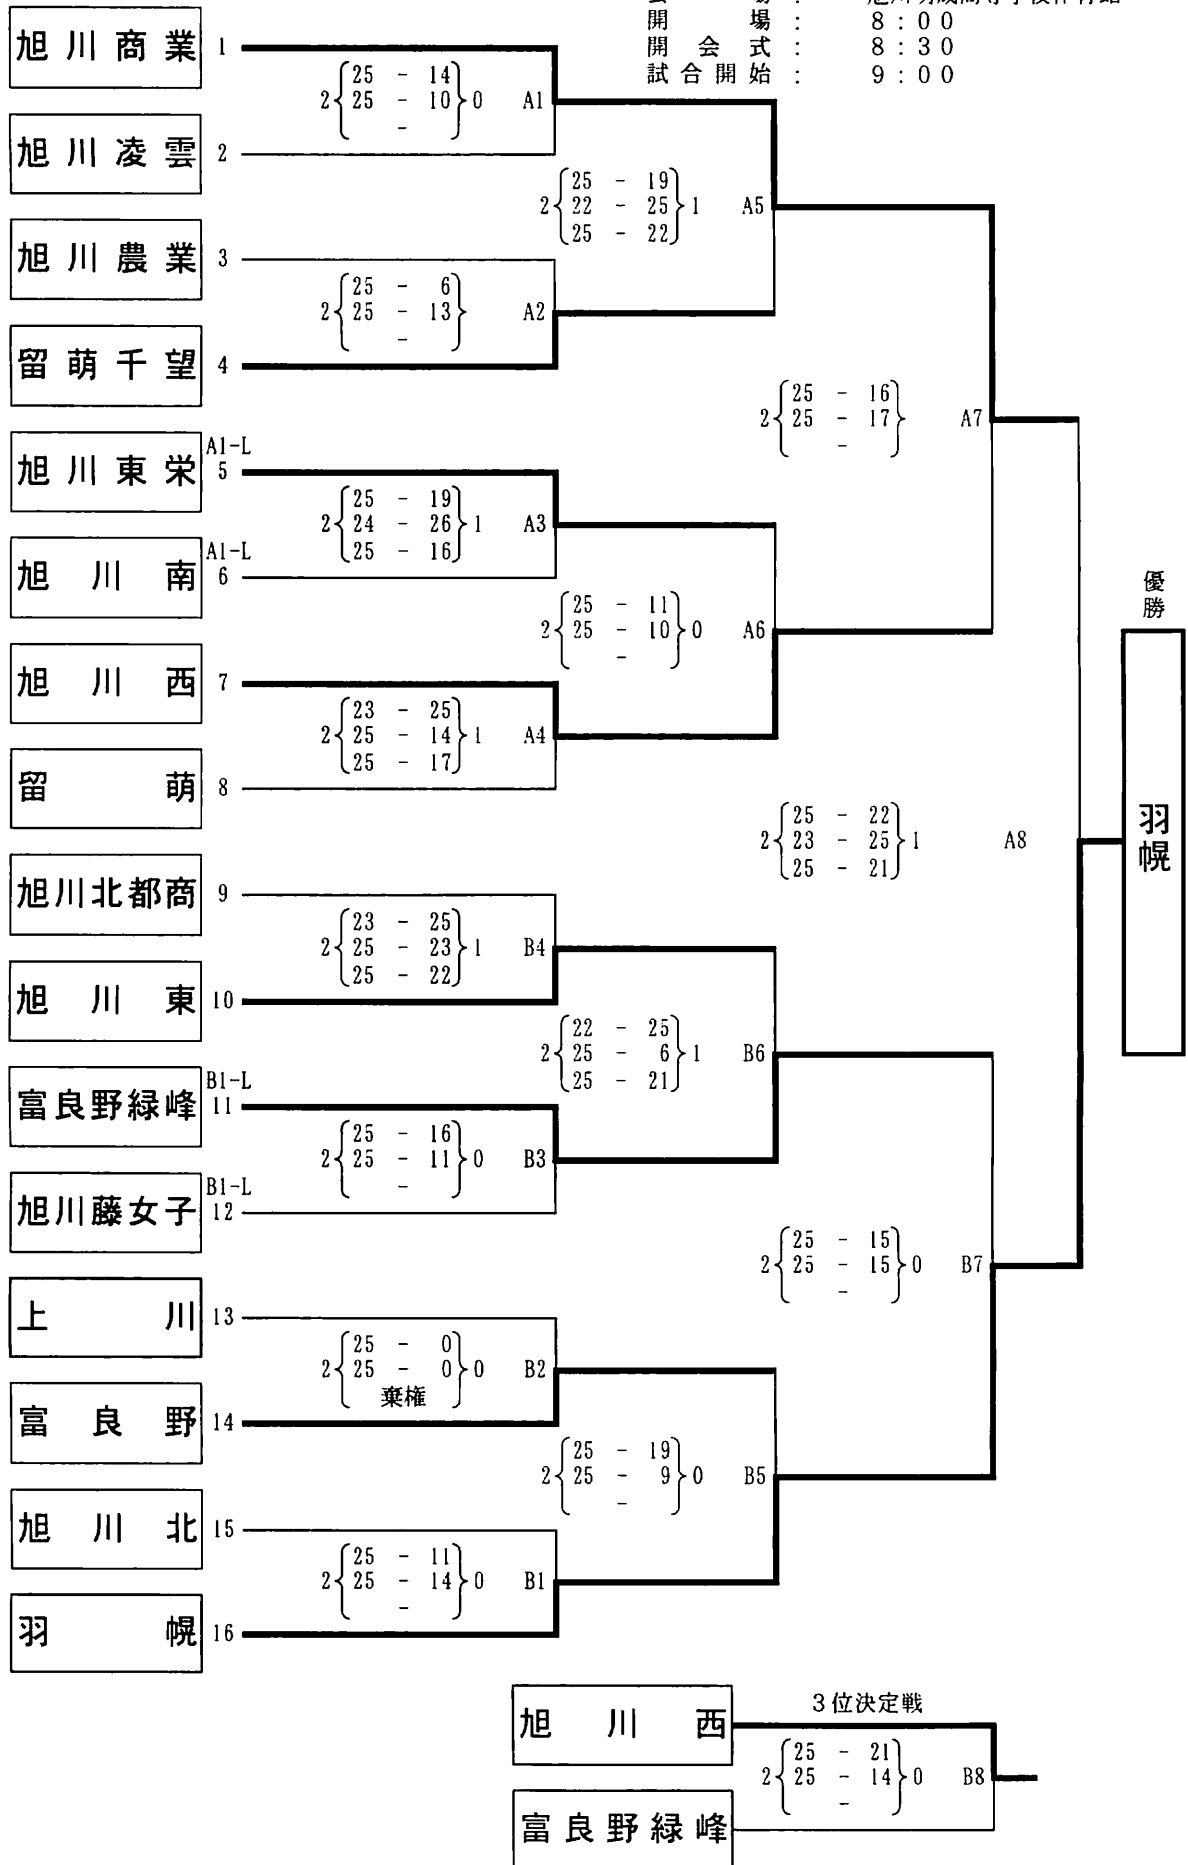 開場： 8:00
開会式： 8:30
試合開始： 9:00
旭川商業 1
2 25 - 14 0 A1
25 - 10
-
旭川凌雲 2
2 25 - 19 1 A5
22 - 25
25 - 22
旭川農業 3
2 25 - 6 A2
25 - 13
-
留萌千望 4
2 25 - 16 A7
25 - 17
-
A1-L
旭川東栄 5
2 25 - 19 1 A3
24 - 26
25 - 16
A1-L
旭川南 6
2 25 - 11 0 A6
25 - 10
-
旭川西 7
2 23 - 25 1 A4
25 - 14
25 - 17
留萌 8
2 25 - 22 1 A8
23 - 25
25 - 21
優勝
羽幌
旭川北都商 9
2 23 - 25 1 B4
25 - 23
25 - 22
旭川東 10
2 22 - 25 1 B6
25 - 6
25 - 21
B1-L
富良野緑峰 11
2 25 - 16 0 B3
25 - 11
-
B1-L
旭川藤女子 12
2 25 - 15 0 B7
25 - 15
-
上川 13
2 25 - 0 0 B2
25 - 0
棄権
富良野 14
2 25 - 19 0 B5
25 - 9
-
旭川北 15
2 25 - 11 0 B1
25 - 14
-
羽幌 16
3位決定戦
旭川西
2 25 - 21 0 B8
25 - 14
-
富良野緑峰